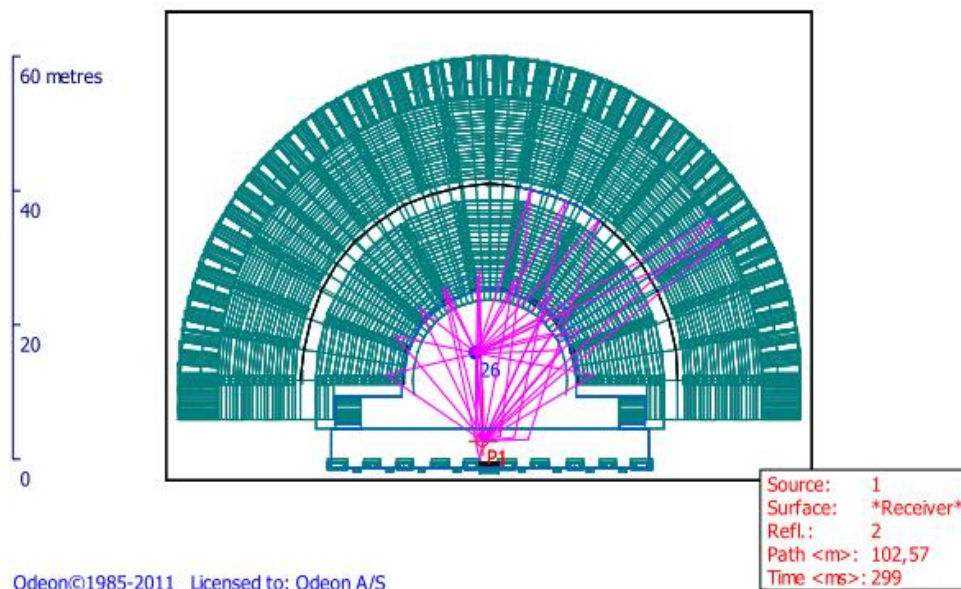 60 metres
40
20
0
26
P1
Source: 1
Surface: *Receiver*
Refl.: 2
Path <m>: 102,57
Time <ms>: 299
Odeon©1985-2011 Licensed to: Odeon A/S